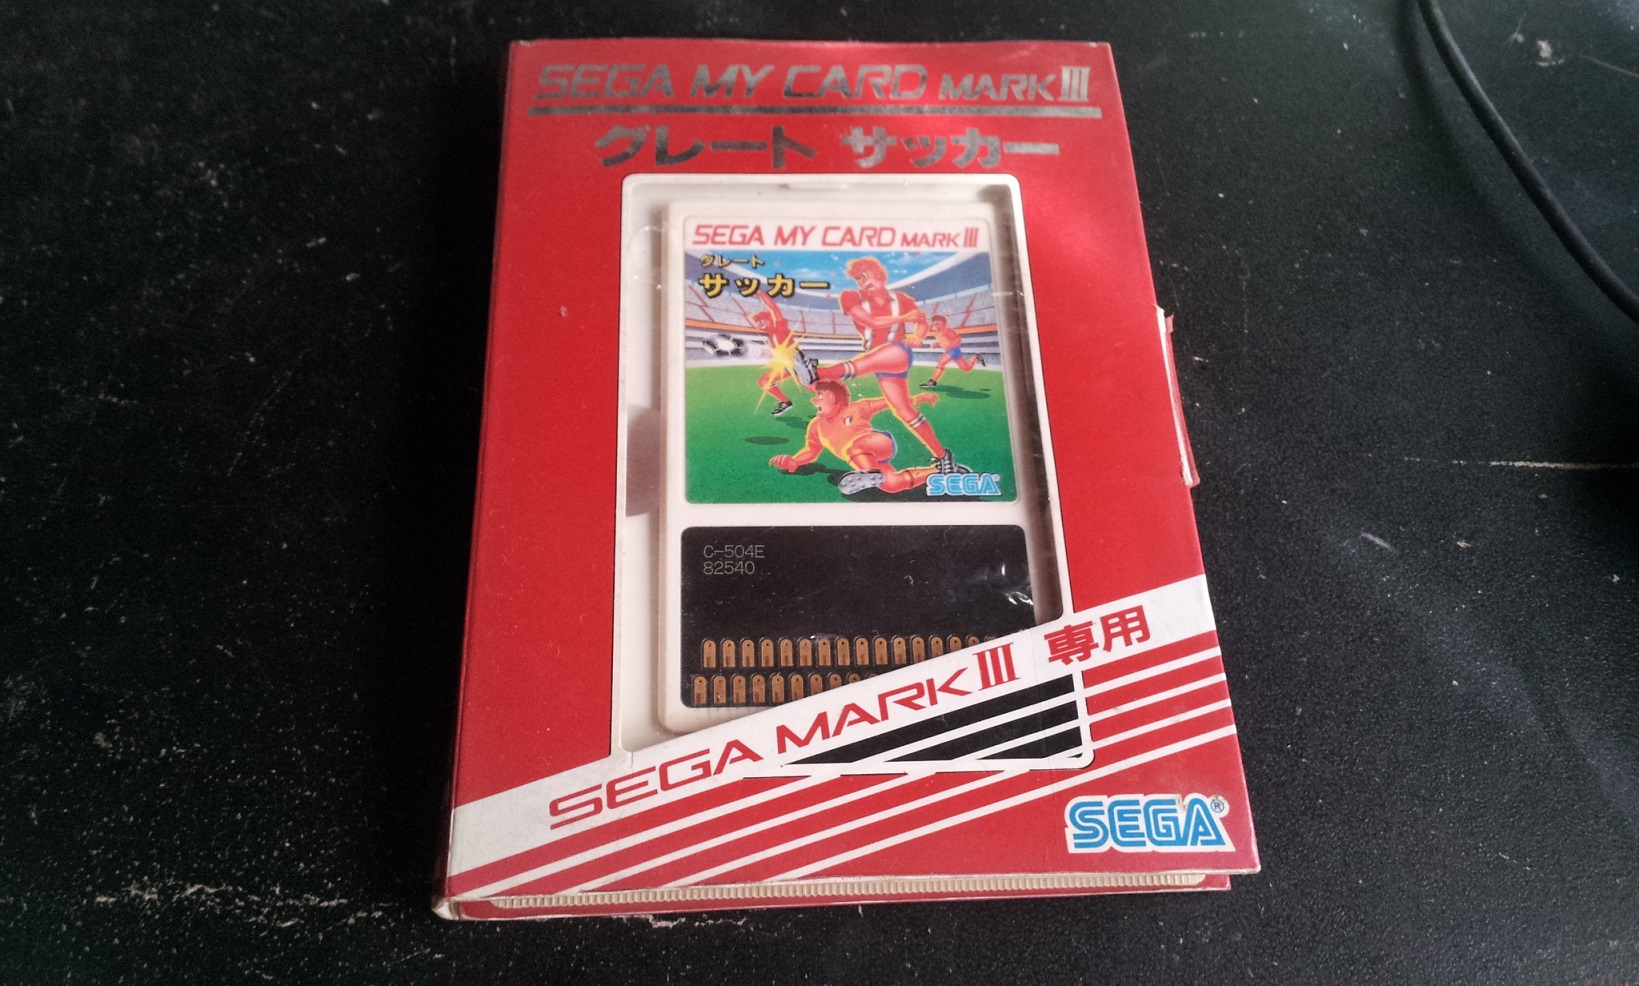 SEGA MY CARD MARK III
グレート サッカー
SEGA MY CARD MARK III
グレート
サッカー
SEGA
C-504E
82540
SEGA MARK III 専用
SEGA®